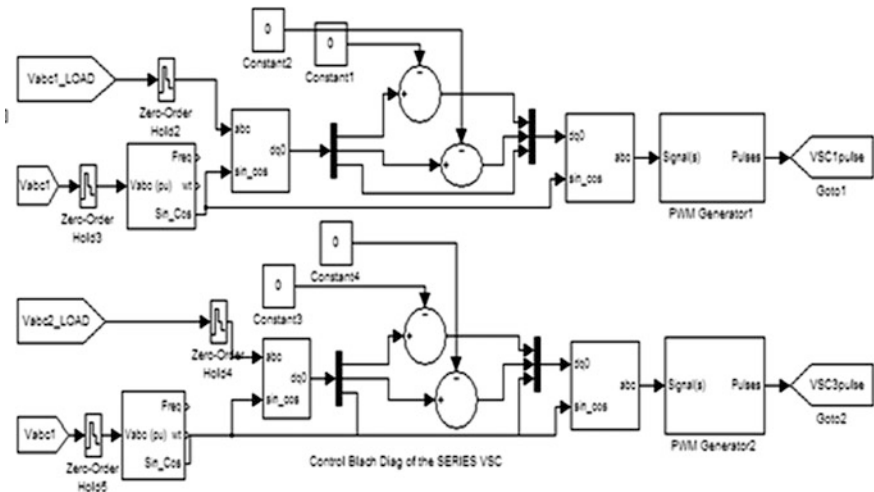 0
Constant2
0
Constant1
Vabc1_LOAD
Zero-Order
Hold2
abc
dq0
sin_cos
Vabc1
Zero-Order
Hold3
Freq
Vabc (pu) wt
Sin_Cos
dq0
abc
sin_cos
Signal(s) Pulses
PWM Generator1
VSC1pulse
Goto1
0
Constant4
0
Constant3
Vabc2_LOAD
Zero-Order
Hold4
abc
dq0
sin_cos
Vabc1
Zero-Order
Hold5
Freq
Vabc (pu) wt
Sin_Cos
dq0
abc
sin_cos
Signal(s) Pulses
PWM Generator2
VSC3pulse
Goto2
Control Blach Diag of the SERIES VSC